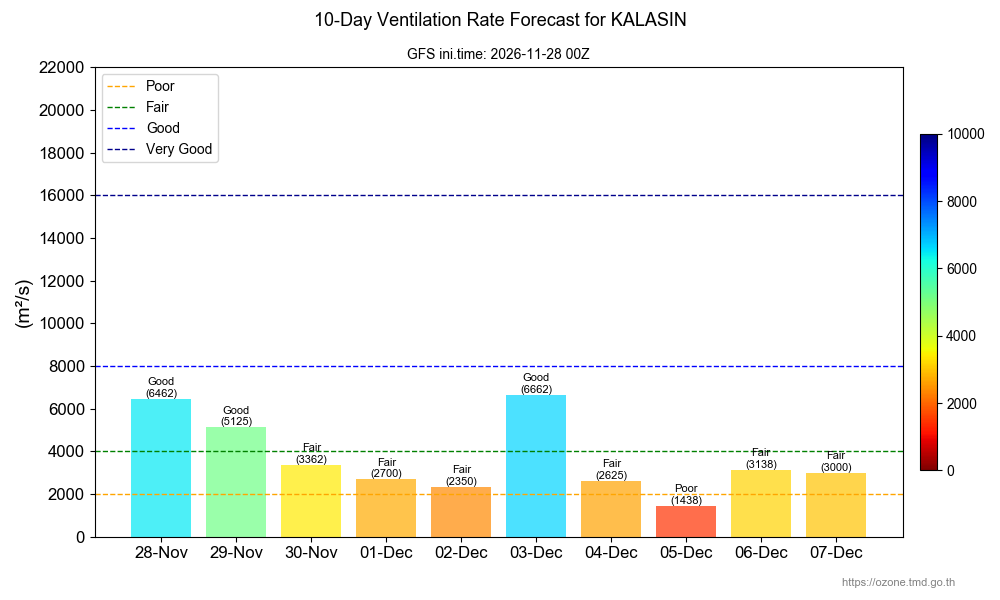 10-Day Ventilation Rate Forecast for KALASIN
GFS ini.time: 2026-11-28 00Z
(m²/s)
22000
20000
18000
16000
14000
12000
10000
8000
6000
4000
2000
0
Poor
Fair
Good
Very Good
Good
(6462)
Good
(5125)
Fair
(3362)
Fair
(2700)
Fair
(2350)
Good
(6662)
Fair
(2625)
Poor
(1438)
Fair
(3138)
Fair
(3000)
28-Nov 29-Nov 30-Nov 01-Dec 02-Dec 03-Dec 04-Dec 05-Dec 06-Dec 07-Dec
10000
8000
6000
4000
2000
0
https://ozone.tmd.go.th